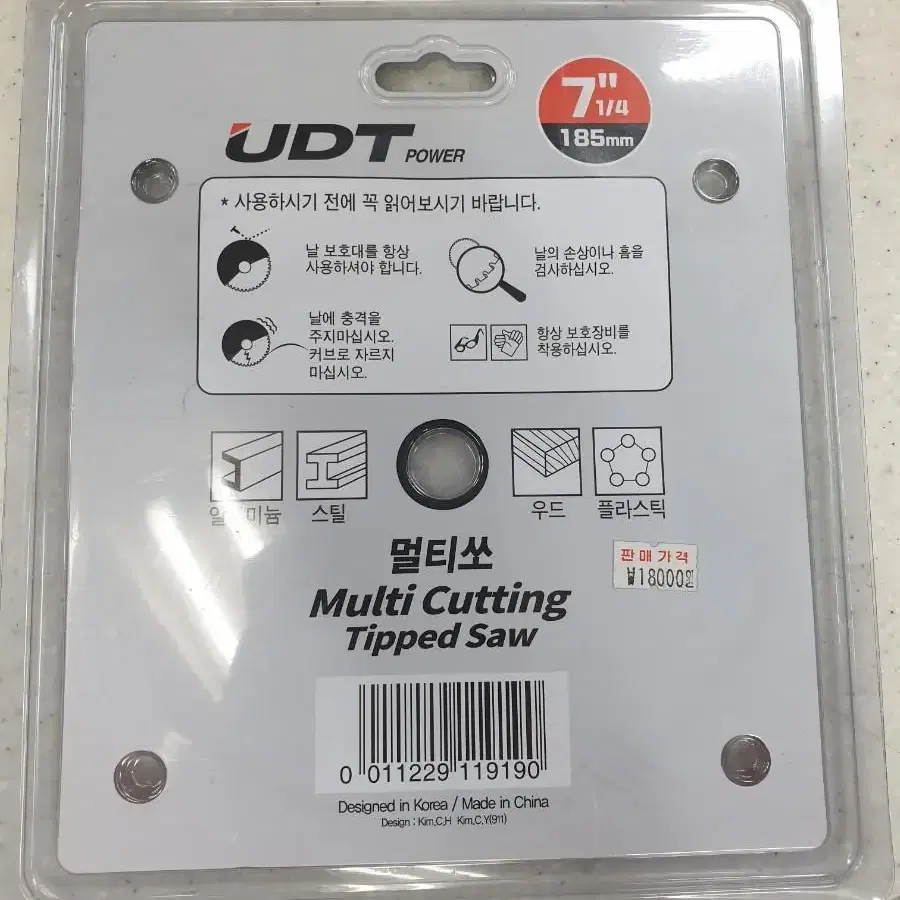 UDT POWER
7" 1/4
185mm
* 사용하시기 전에 꼭 읽어보시기 바랍니다.
날 보호대를 항상
사용하셔야 합니다.
날의 손상이나 흠을
검사하십시오.
날에 충격을
주지마십시오.
커브로 자르지
마십시오.
항상 보호장비를
착용하십시오.
알루미늄
스틸
우드
플라스틱
멀티쏘
Multi Cutting
Tipped Saw
판매가격
₩18000원
0 011229 119190
Designed in Korea / Made in China
Design : Kim,C,H Kim,C,Y(911)